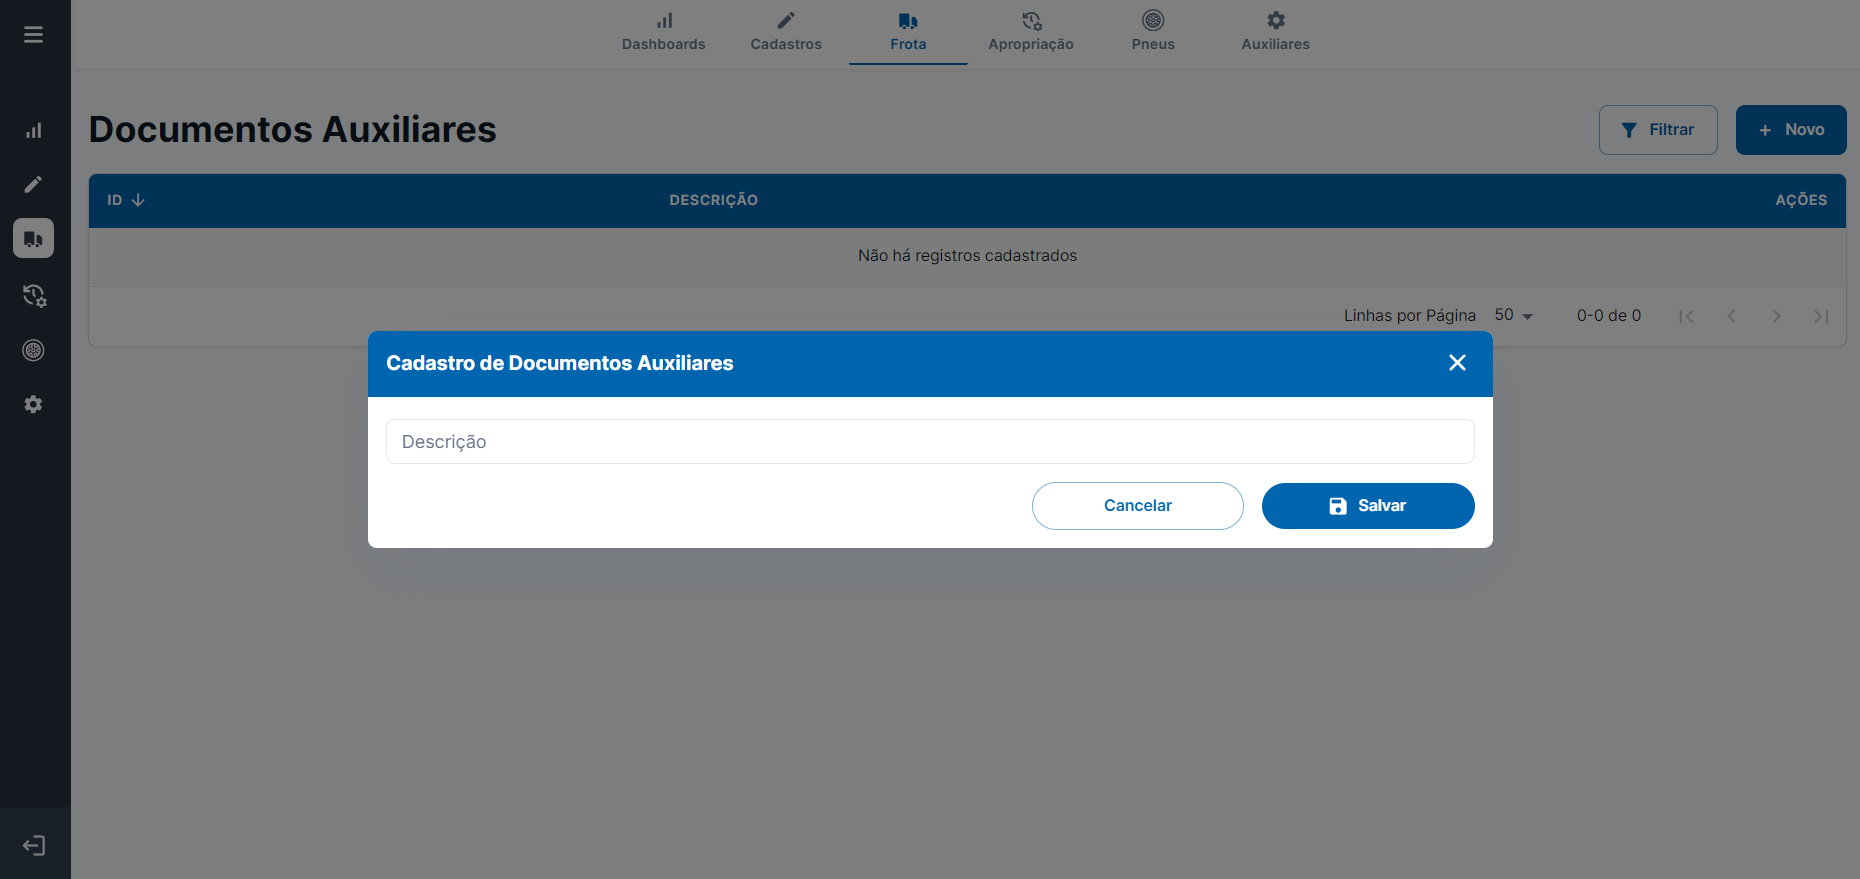 Dashboards Cadastros Frota Apropriação Pneus Auxiliares
Documentos Auxiliares
Filtrar
+ Novo
ID DESCRIÇÃO AÇÕES
Não há registros cadastrados
Linhas por Página 50 0-0 de 0
Cadastro de Documentos Auxiliares
Descrição
Cancelar Salvar